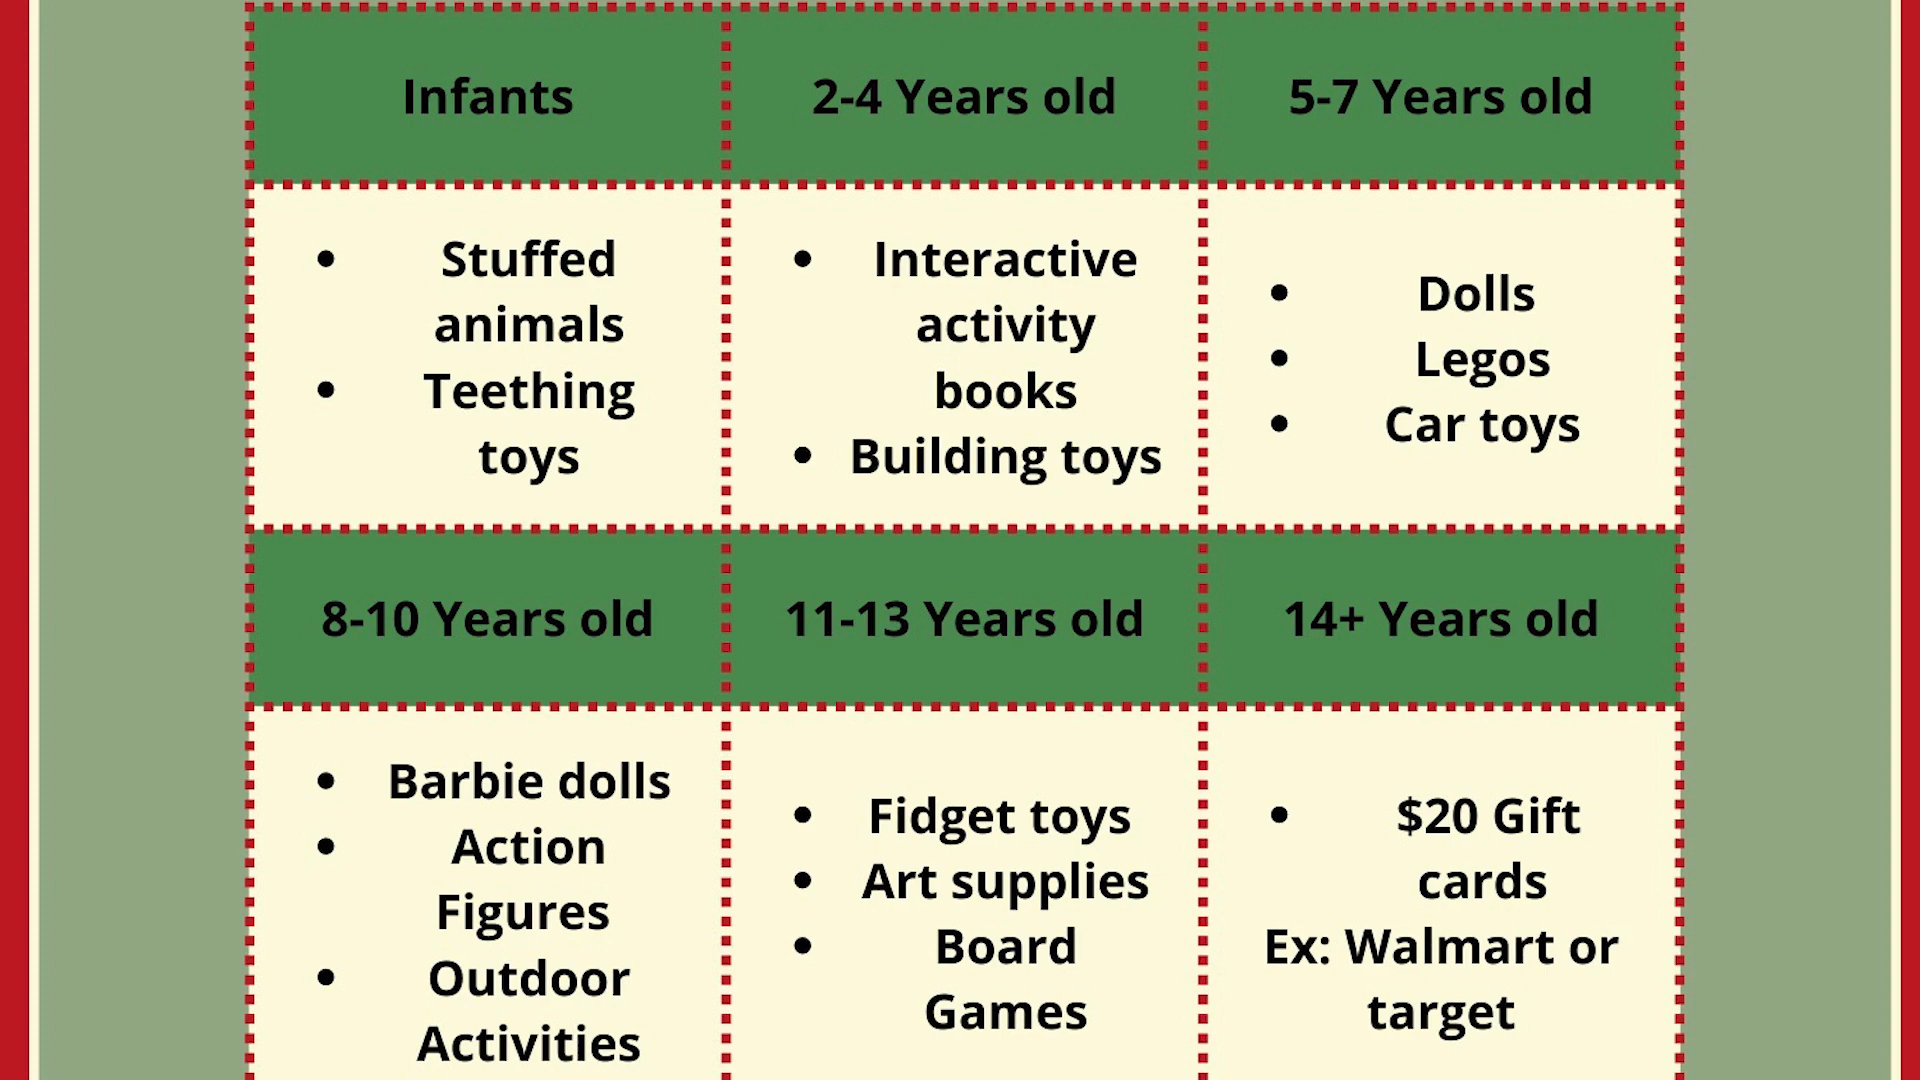 Infants
2-4 Years old
5-7 Years old
• Stuffed
animals
• Teething
toys
• Interactive
activity
books
• Building toys
• Dolls
• Legos
• Car toys
8-10 Years old
11-13 Years old
14+ Years old
• Barbie dolls
• Action
Figures
• Outdoor
Activities
• Fidget toys
• Art supplies
• Board
Games
• $20 Gift
cards
Ex: Walmart or
target